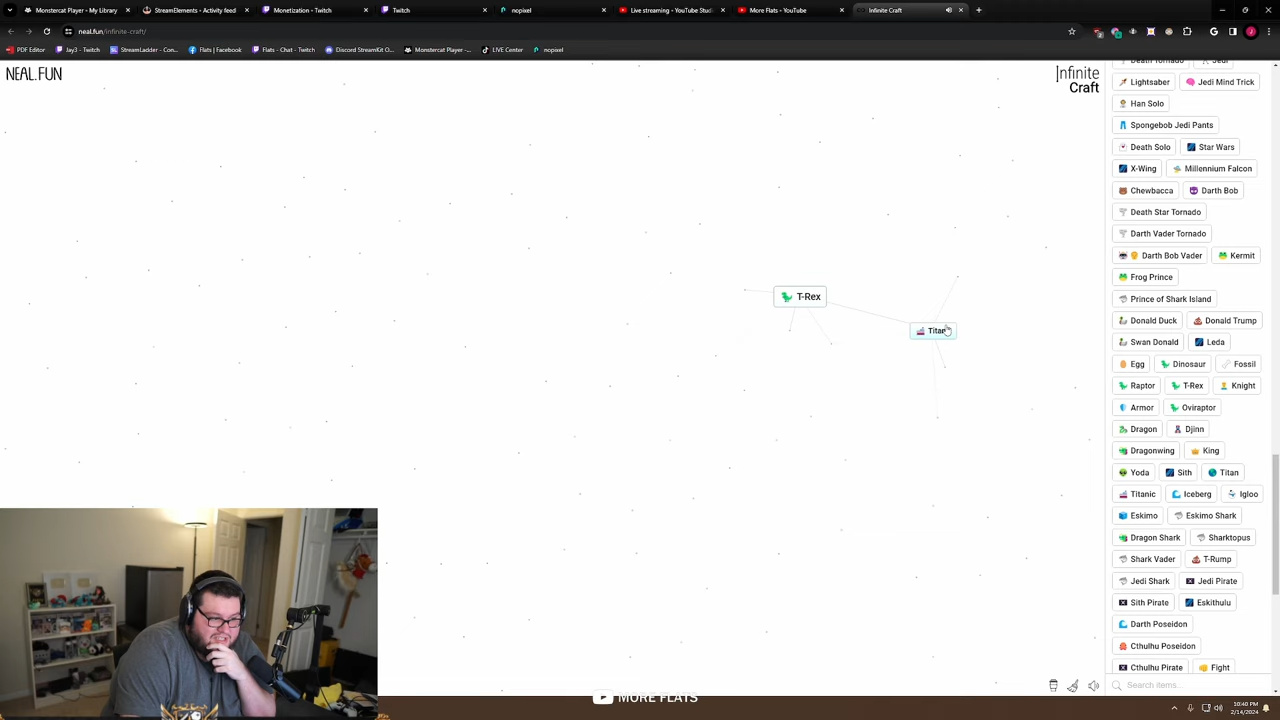 Monstercat Player - My Library
StreamElements - Activity feed
Monetization - Twitch
Twitch
nopixel
Live streaming - YouTube Stud
More Flats - YouTube
Infinite Craft
neal.fun/infinite-craft/
PDF Editor
Jay3 - Twitch
StreamLadder - Con...
Flats | Facebook
Flats - Chat - Twitch
Discord StreamKit O...
Monstercat Player -...
LIVE Center
nopixel
NEAL.FUN
Infinite
Craft
T-Rex
Lightsaber
Jedi Mind Trick
Han Solo
Spongebob Jedi Pants
Death Solo
Star Wars
X-Wing
Millennium Falcon
Chewbacca
Darth Bob
Death Star Tornado
Darth Vader Tornado
Darth Bob Vader
Kermit
Frog Prince
Prince of Shark Island
Donald Duck
Donald Trump
Swan Donald
Leda
Egg
Dinosaur
Fossil
Raptor
T-Rex
Knight
Armor
Oviraptor
Dragon
Djinn
Dragonwing
King
Yoda
Sith
Titan
Titanic
Iceberg
Igloo
Eskimo
Eskimo Shark
Dragon Shark
Sharktopus
Shark Vader
T-Rump
Jedi Shark
Jedi Pirate
Sith Pirate
Eskithulu
Darth Poseidon
Cthulhu Poseidon
Cthulhu Pirate
Fight
Search items...
MORE FLATS
10:40 PM
2/14/2024